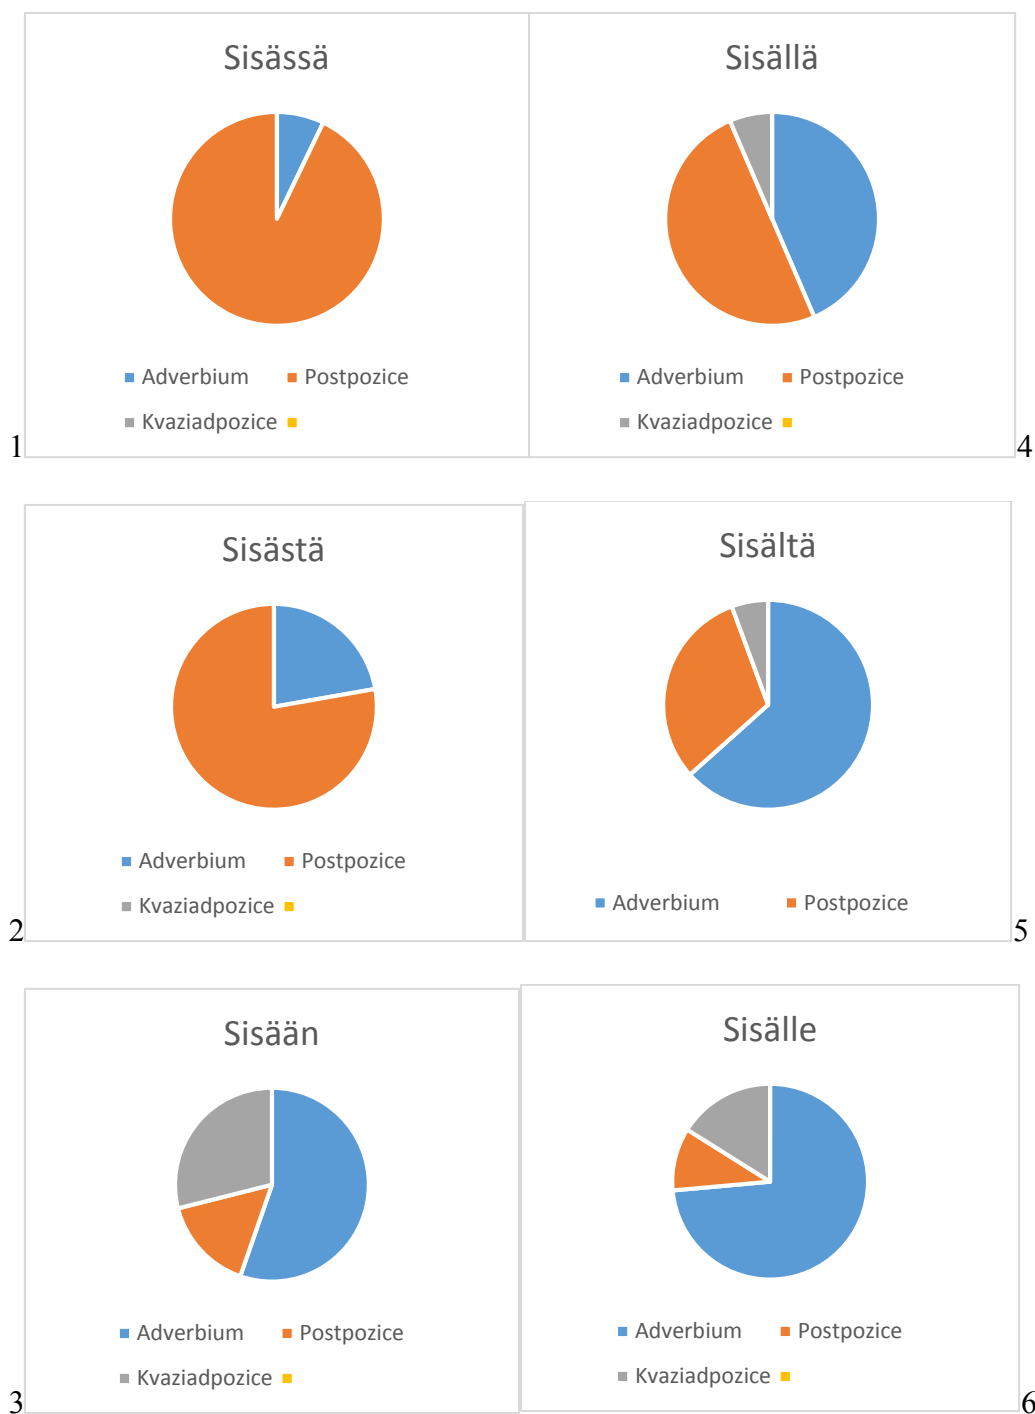 Sisässä
Adverbium Postpozice
Kvaziadpozice
1
Sisällä
Adverbium Postpozice
Kvaziadpozice
4
Sisästä
Adverbium Postpozice
Kvaziadpozice
2
Sisältä
Adverbium Postpozice
5
Sisään
Adverbium Postpozice
Kvaziadpozice
3
Sisälle
Adverbium Postpozice
Kvaziadpozice
6